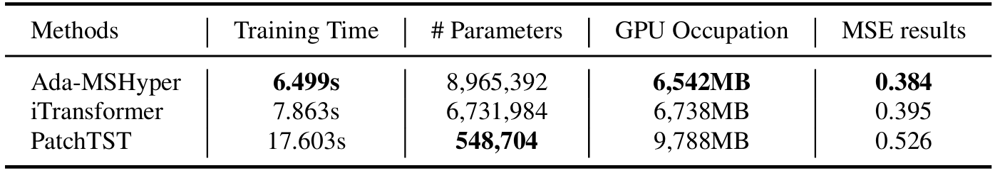 Methods Training Time # Parameters GPU Occupation MSE results
Ada-MSHyper 6.499s 8,965,392 6,542MB 0.384
iTransformer 7.863s 6,731,984 6,738MB 0.395
PatchTST 17.603s 548,704 9,788MB 0.526